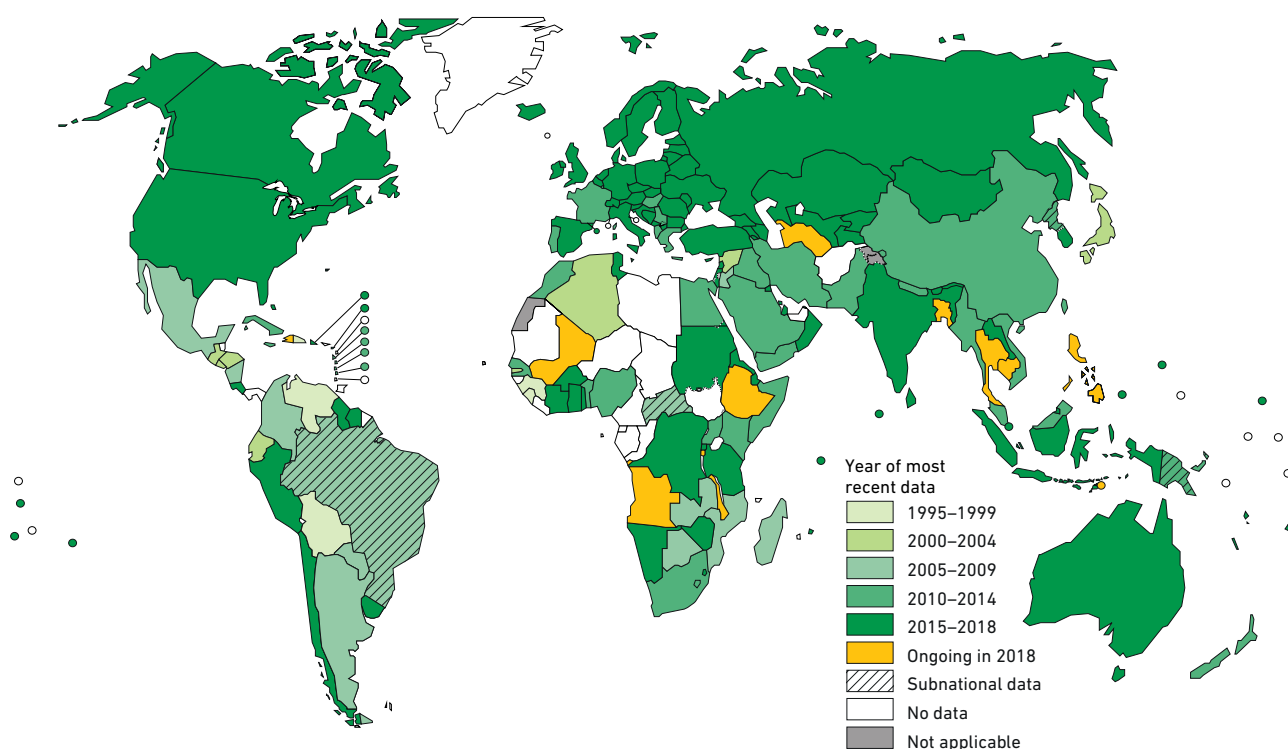 Year of most
recent data
1995–1999
2000–2004
2005–2009
2010–2014
2015–2018
Ongoing in 2018
Subnational data
No data
Not applicable